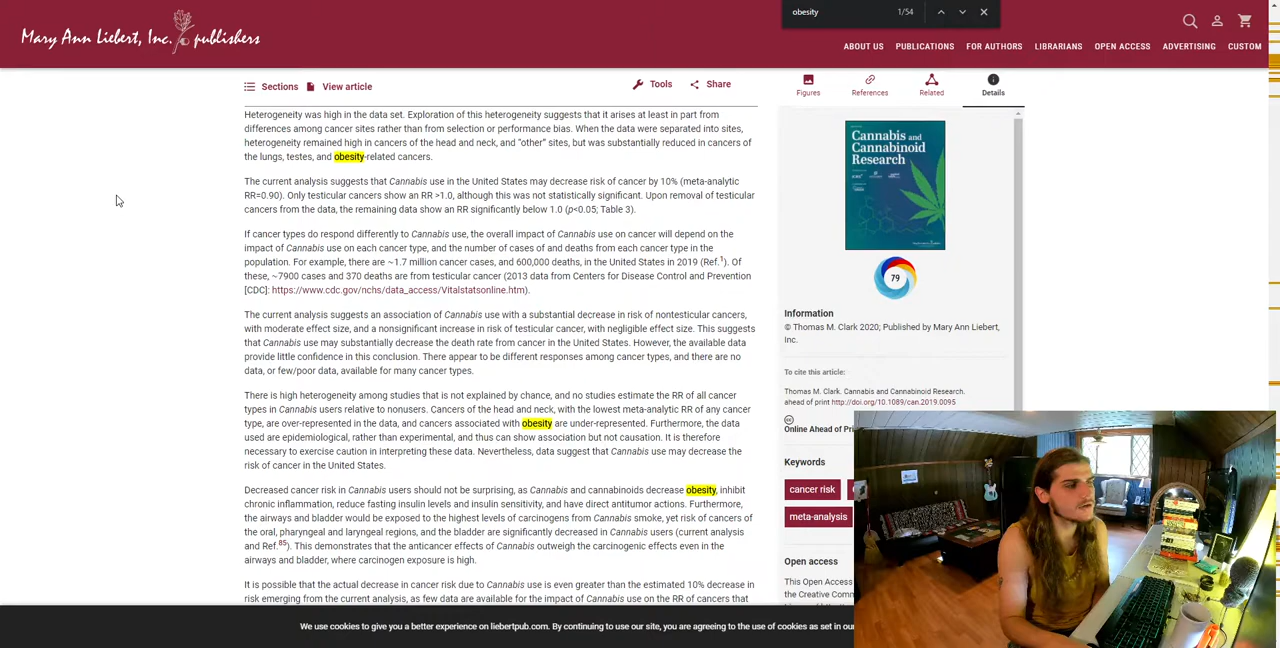 obesity 1/54
Mary Ann Liebert, Inc. publishers
ABOUT US PUBLICATIONS FOR AUTHORS LIBRARIANS OPEN ACCESS ADVERTISING CUSTOM
Sections View article Tools Share
Figures References Related Details
Heterogeneity was high in the data set. Exploration of this heterogeneity suggests that it arises at least in part from
differences among cancer sites rather than from selection or performance bias. When the data were separated into sites,
heterogeneity remained high in cancers of the head and neck, and "other" sites, but was substantially reduced in cancers of
the lungs, testes, and obesity-related cancers.
The current analysis suggests that Cannabis use in the United States may decrease risk of cancer by 10% (meta-analytic
RR=0.90). Only testicular cancers show an RR >1.0, although this was not statistically significant. Upon removal of testicular
cancers from the data, the remaining data show an RR significantly below 1.0 (p<0.05; Table 3).
If cancer types do respond differently to Cannabis use, the overall impact of Cannabis use on cancer will depend on the
impact of Cannabis use on each cancer type, and the number of cases of and deaths from each cancer type in the
population. For example, there are ~1.7 million cancer cases, and 600,000 deaths, in the United States in 2019 (Ref.1). Of
these, ~7900 cases and 370 deaths are from testicular cancer (2013 data from Centers for Disease Control and Prevention
[CDC]: https://www.cdc.gov/nchs/data_access/Vitalstatsonline.htm).
The current analysis suggests an association of Cannabis use with a substantial decrease in risk of nontesticular cancers,
with moderate effect size, and a nonsignificant increase in risk of testicular cancer, with negligible effect size. This suggests
that Cannabis use may substantially decrease the death rate from cancer in the United States. However, the available data
provide little confidence in this conclusion. There appear to be different responses among cancer types, and there are no
data, or few/poor data, available for many cancer types.
There is high heterogeneity among studies that is not explained by chance, and no studies estimate the RR of all cancer
types in Cannabis users relative to nonusers. Cancers of the head and neck, with the lowest meta-analytic RR of any cancer
type, are over-represented in the data, and cancers associated with obesity are under-represented. Furthermore, the data
used are epidemiological, rather than experimental, and thus can show association but not causation. It is therefore
necessary to exercise caution in interpreting these data. Nevertheless, data suggest that Cannabis use may decrease the
risk of cancer in the United States.
Decreased cancer risk in Cannabis users should not be surprising, as Cannabis and cannabinoids decrease obesity, inhibit
chronic inflammation, reduce fasting insulin levels and insulin sensitivity, and have direct antitumor actions. Furthermore,
the airways and bladder would be exposed to the highest levels of carcinogens from Cannabis smoke, yet risk of cancers of
the oral, pharyngeal and laryngeal regions, and the bladder are significantly decreased in Cannabis users (current analysis
and Ref.85). This demonstrates that the anticancer effects of Cannabis outweigh the carcinogenic effects even in the
airways and bladder, where carcinogen exposure is high.
It is possible that the actual decrease in cancer risk due to Cannabis use is even greater than the estimated 10% decrease in
risk emerging from the current analysis, as few data are available for the impact of Cannabis use on the RR of cancers that
Cannabis and
Cannabinoid
Research
79
Information
© Thomas M. Clark 2020; Published by Mary Ann Liebert,
Inc.
To cite this article:
Thomas M. Clark. Cannabis and Cannabinoid Research.
ahead of print http://doi.org/10.1089/can.2019.0095
Online Ahead of Pri
Keywords
cancer risk
meta-analysis
Open access
This Open Access
the Creative Comm
We use cookies to give you a better experience on liebertpub.com. By continuing to use our site, you are agreeing to the use of cookies as set in our